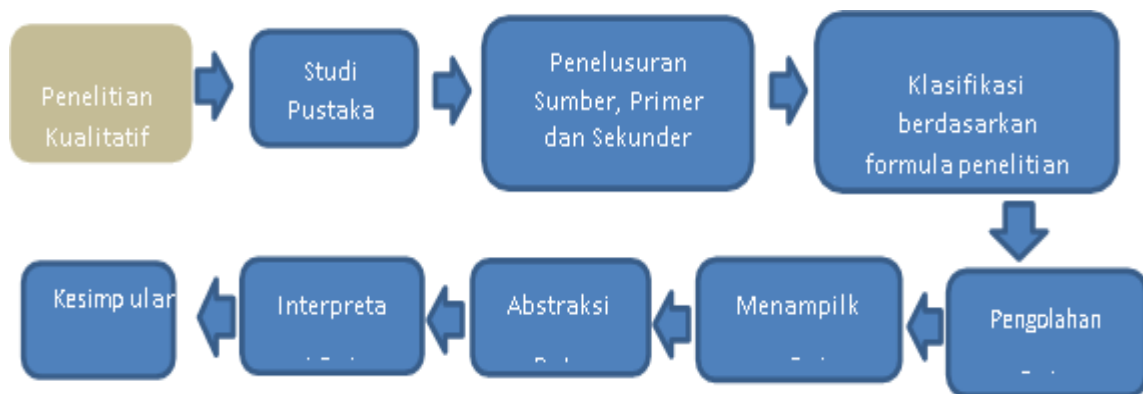 Penelitian
Kualitatif
Studi
Pustaka
Penelusuran
Sumber, Primer
dan Sekunder
Klasifikasi
berdasarkan
formula penelitian
Pengolahan
Menampilk
Abstraksi
Interpreta
Kesimpular